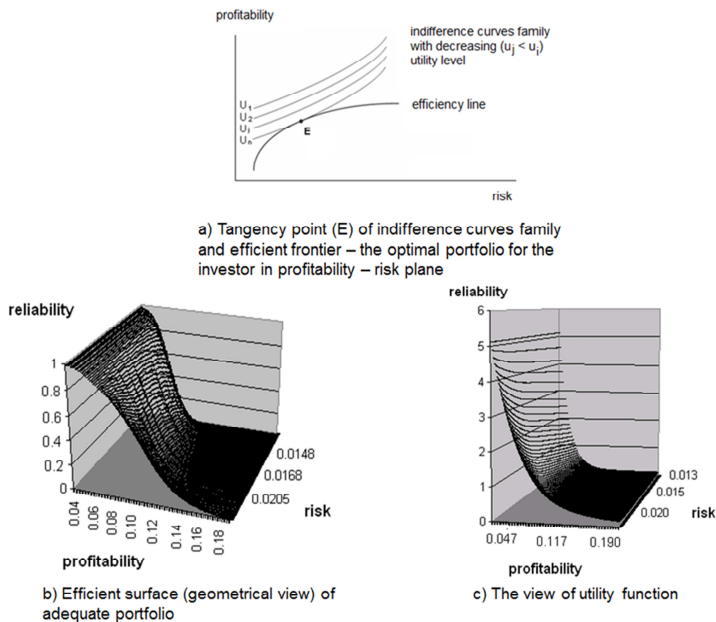 profitability
indifference curves family
with decreasing (uj < ui)
utility level
U1
U2
Uj
Un
efficiency line
E
risk
a) Tangency point (E) of indifference curves family
and efficient frontier – the optimal portfolio for the
investor in profitability – risk plane
reliability
1
0.8
0.6
0.4
0.2
0
0.04
0.06
0.08
0.10
0.12
0.14
0.16
0.18
0.0148
0.0168
0.0205
risk
profitability
b) Efficient surface (geometrical view) of
adequate portfolio
reliability
6
5
4
3
2
1
0
0.047
0.117
0.190
0.013
0.015
0.020
risk
profitability
c) The view of utility function